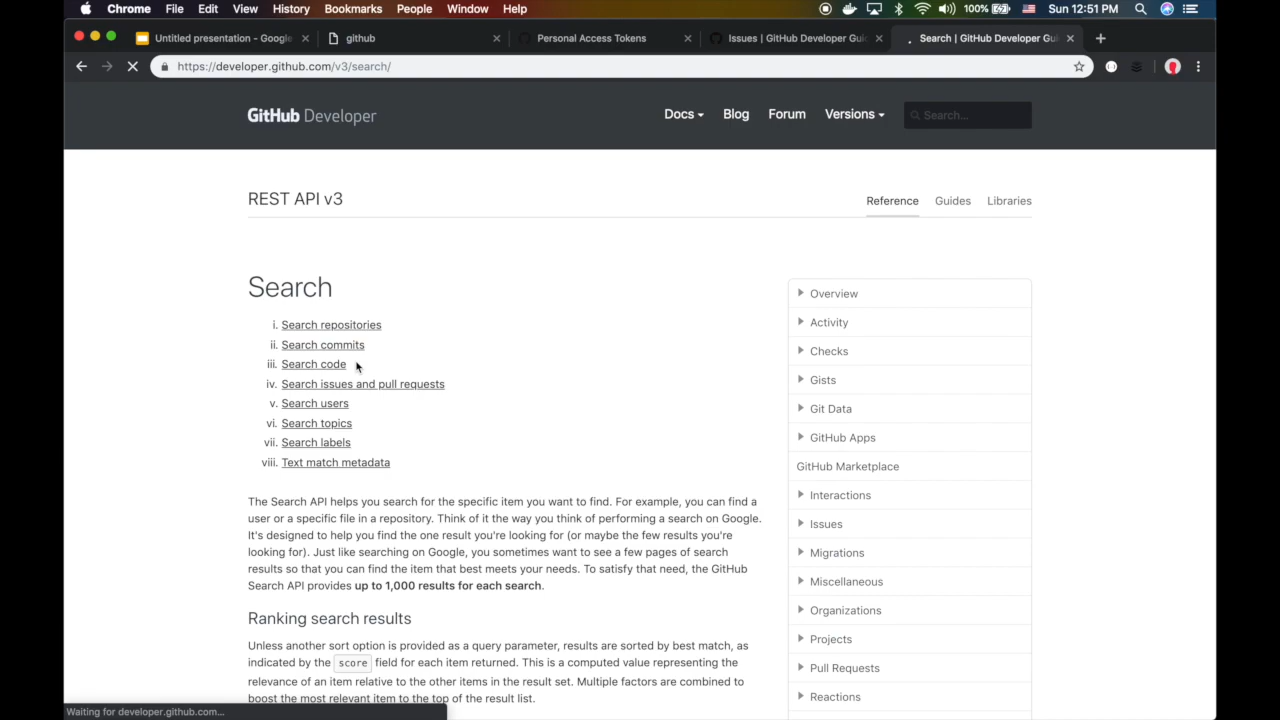 Chrome File Edit View History Bookmarks People Window Help 100% Sun 12:51 PM
Untitled presentation - Google
github
Personal Access Tokens
Issues | GitHub Developer Gui
Search | GitHub Developer Gui
https://developer.github.com/v3/search/
GitHub Developer
Docs Blog Forum Versions Search...
REST API v3
Reference Guides Libraries
Search
i. Search repositories
ii. Search commits
iii. Search code
iv. Search issues and pull requests
v. Search users
vi. Search topics
vii. Search labels
viii. Text match metadata
The Search API helps you search for the specific item you want to find. For example, you can find a
user or a specific file in a repository. Think of it the way you think of performing a search on Google.
It's designed to help you find the one result you're looking for (or maybe the few results you're
looking for). Just like searching on Google, you sometimes want to see a few pages of search
results so that you can find the item that best meets your needs. To satisfy that need, the GitHub
Search API provides up to 1,000 results for each search.
Ranking search results
Unless another sort option is provided as a query parameter, results are sorted by best match, as
indicated by the score field for each item returned. This is a computed value representing the
relevance of an item relative to the other items in the result set. Multiple factors are combined to
boost the most relevant item to the top of the result list.
Overview
Activity
Checks
Gists
Git Data
GitHub Apps
GitHub Marketplace
Interactions
Issues
Migrations
Miscellaneous
Organizations
Projects
Pull Requests
Reactions
Waiting for developer.github.com...